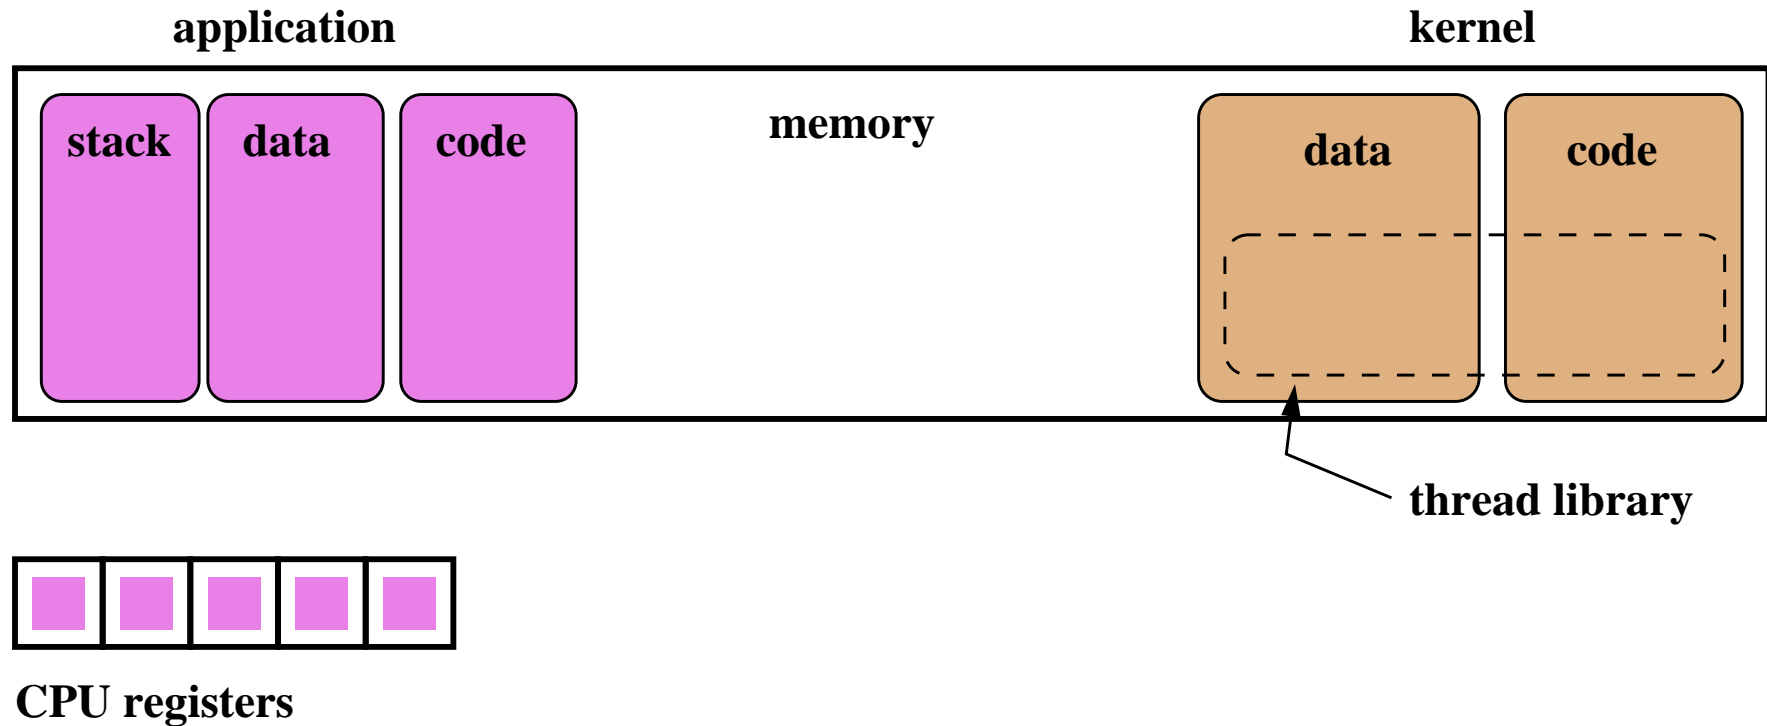 application
kernel
stack
data
code
memory
data
code
thread library
CPU registers